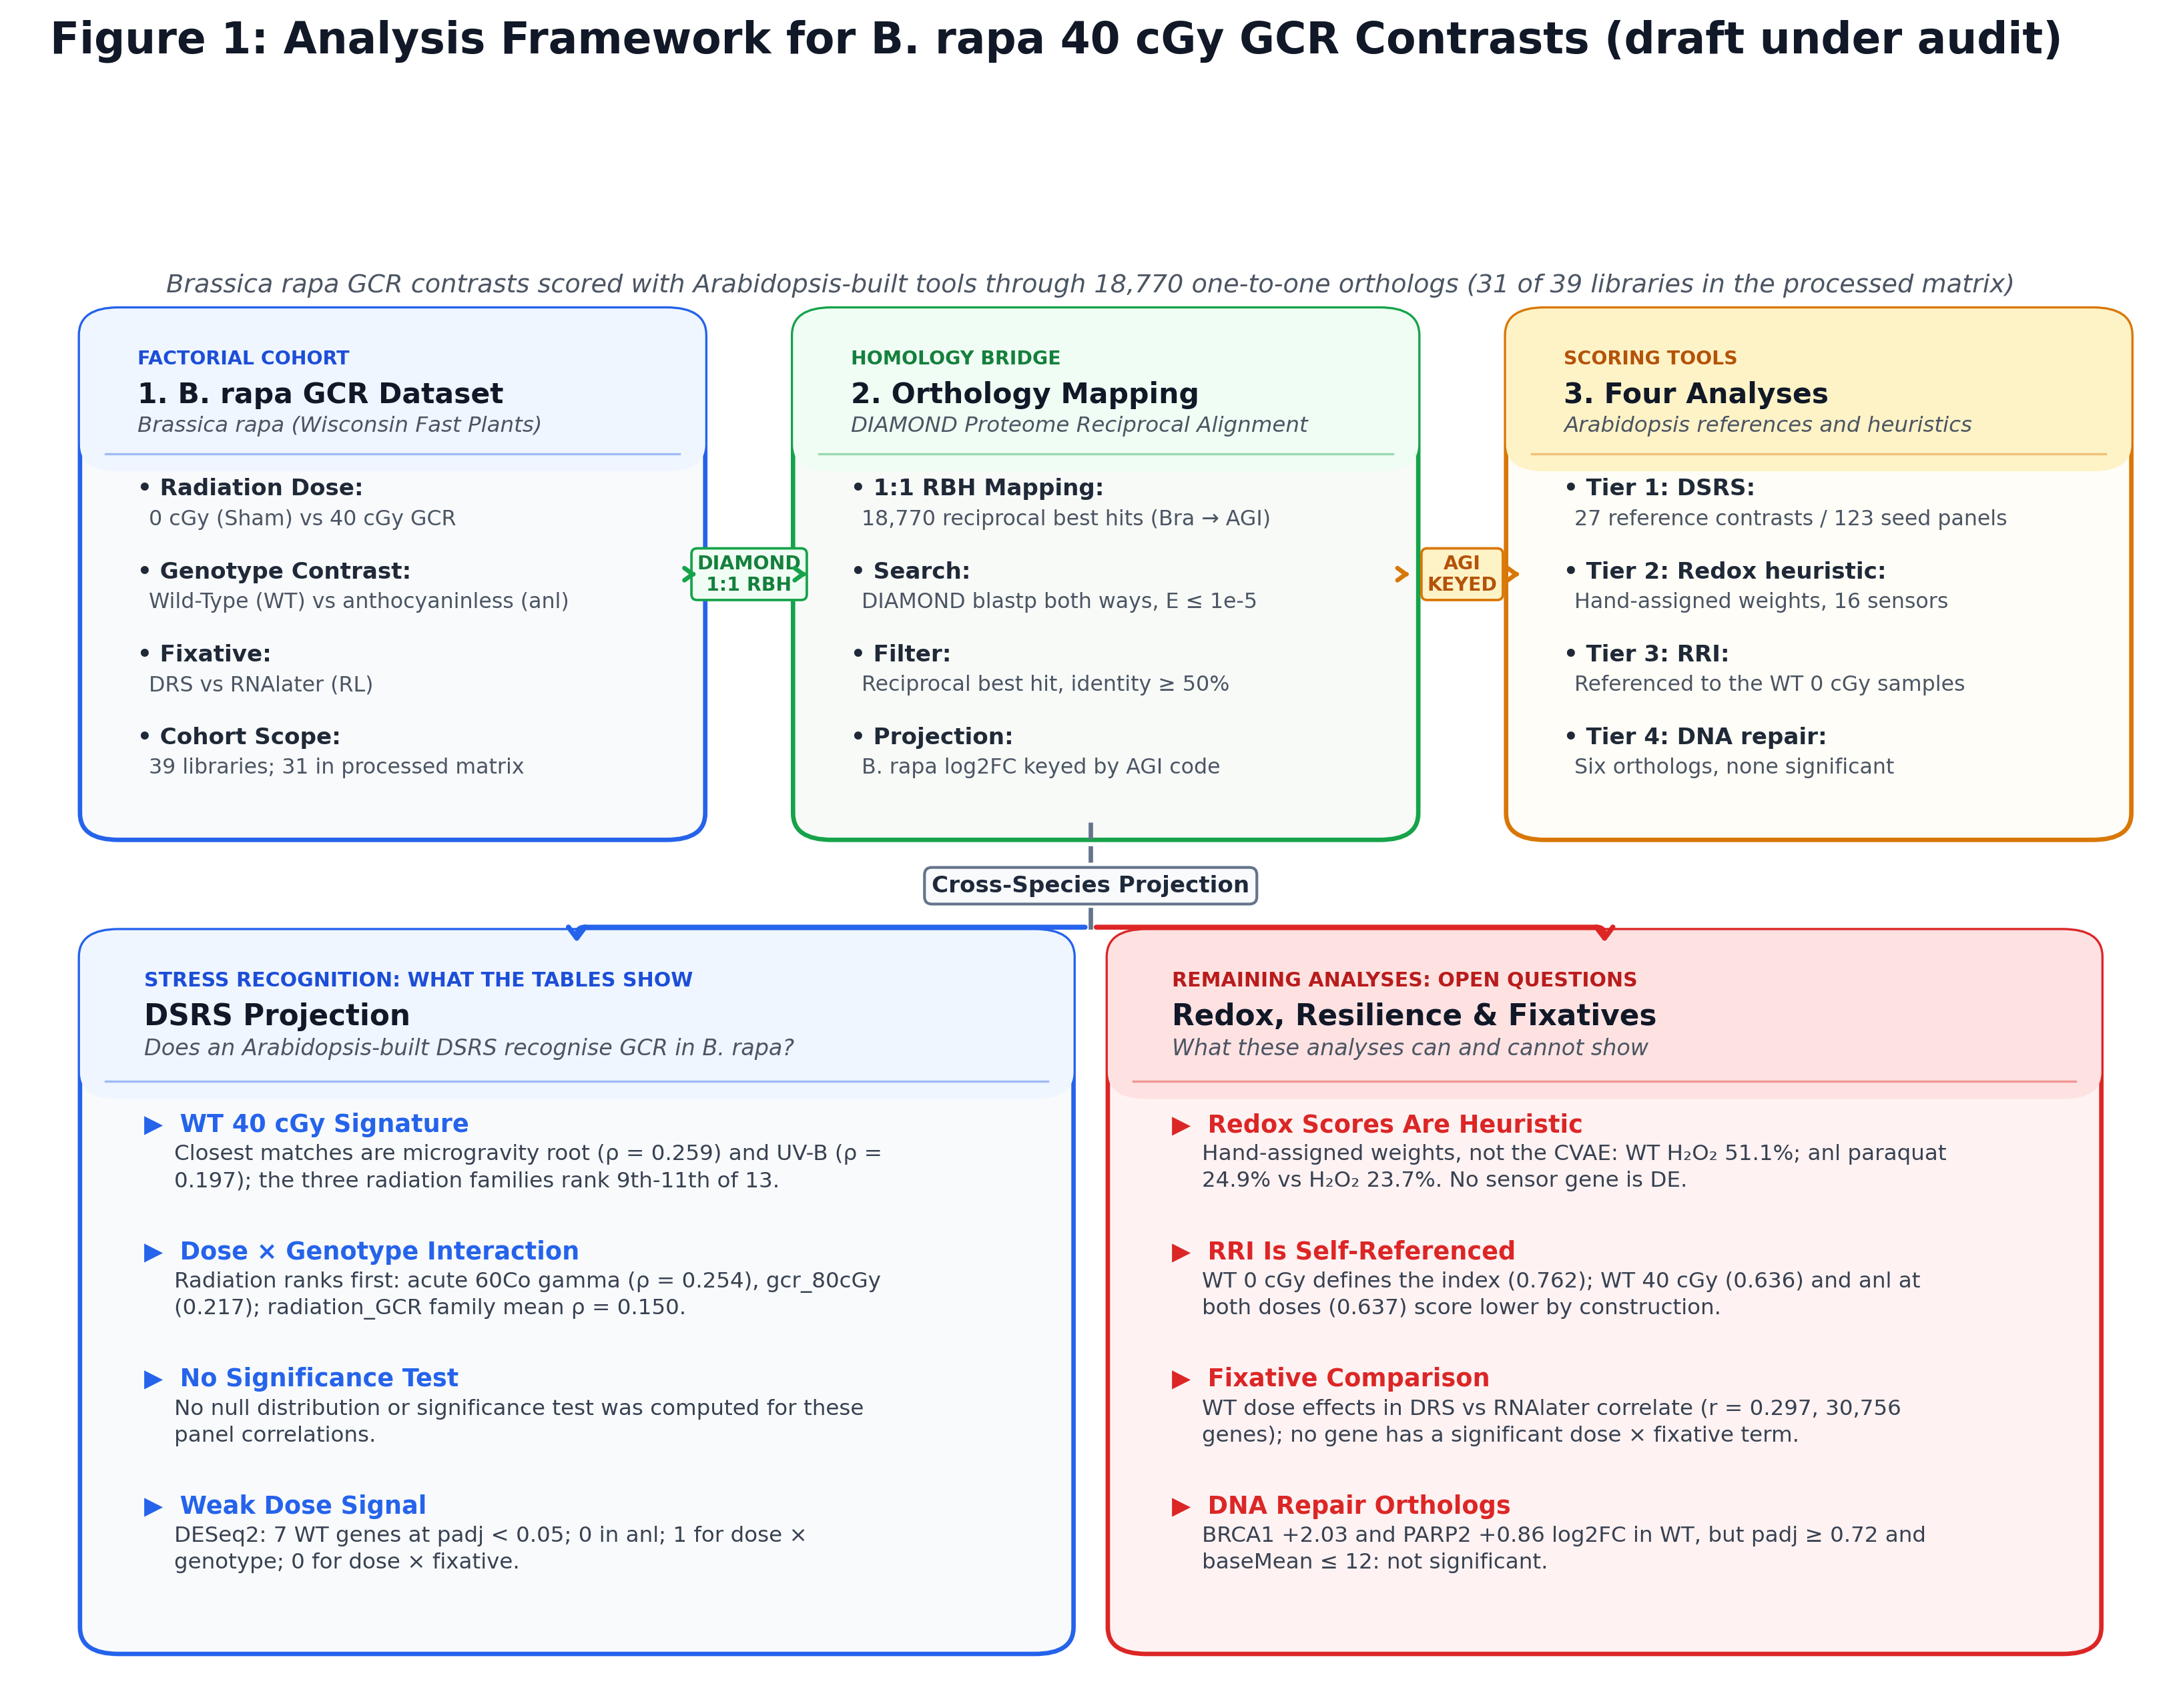 Figure 1: Analysis Framework for B. rapa 40 cGy GCR Contrasts (draft under audit)
Brassica rapa GCR contrasts scored with Arabidopsis-built tools through 18,770 one-to-one orthologs (31 of 39 libraries in the processed matrix)
FACTORIAL COHORT
1. B. rapa GCR Dataset
Brassica rapa (Wisconsin Fast Plants)
• Radiation Dose:
0 cGy (Sham) vs 40 cGy GCR
• Genotype Contrast:
Wild-Type (WT) vs anthocyaninless (anl)
• Fixative:
DRS vs RNAlater (RL)
• Cohort Scope:
39 libraries; 31 in processed matrix
DIAMOND
1:1 RBH
HOMOLOGY BRIDGE
2. Orthology Mapping
DIAMOND Proteome Reciprocal Alignment
• 1:1 RBH Mapping:
18,770 reciprocal best hits (Bra → AGI)
• Search:
DIAMOND blastp both ways, E ≤ 1e-5
• Filter:
Reciprocal best hit, identity ≥ 50%
• Projection:
B. rapa log2FC keyed by AGI code
AGI
KEYED
SCORING TOOLS
3. Four Analyses
Arabidopsis references and heuristics
• Tier 1: DSRS:
27 reference contrasts / 123 seed panels
• Tier 2: Redox heuristic:
Hand-assigned weights, 16 sensors
• Tier 3: RRI:
Referenced to the WT 0 cGy samples
• Tier 4: DNA repair:
Six orthologs, none significant
Cross-Species Projection
STRESS RECOGNITION: WHAT THE TABLES SHOW
DSRS Projection
Does an Arabidopsis-built DSRS recognise GCR in B. rapa?
▶ WT 40 cGy Signature
Closest matches are microgravity root (ρ = 0.259) and UV-B (ρ =
0.197); the three radiation families rank 9th-11th of 13.
▶ Dose × Genotype Interaction
Radiation ranks first: acute 60Co gamma (ρ = 0.254), gcr_80cGy
(0.217); radiation_GCR family mean ρ = 0.150.
▶ No Significance Test
No null distribution or significance test was computed for these
panel correlations.
▶ Weak Dose Signal
DESeq2: 7 WT genes at padj < 0.05; 0 in anl; 1 for dose ×
genotype; 0 for dose × fixative.
REMAINING ANALYSES: OPEN QUESTIONS
Redox, Resilience & Fixatives
What these analyses can and cannot show
▶ Redox Scores Are Heuristic
Hand-assigned weights, not the CVAE: WT H₂O₂ 51.1%; anl paraquat
24.9% vs H₂O₂ 23.7%. No sensor gene is DE.
▶ RRI Is Self-Referenced
WT 0 cGy defines the index (0.762); WT 40 cGy (0.636) and anl at
both doses (0.637) score lower by construction.
▶ Fixative Comparison
WT dose effects in DRS vs RNAlater correlate (r = 0.297, 30,756
genes); no gene has a significant dose × fixative term.
▶ DNA Repair Orthologs
BRCA1 +2.03 and PARP2 +0.86 log2FC in WT, but padj ≥ 0.72 and
baseMean ≤ 12: not significant.